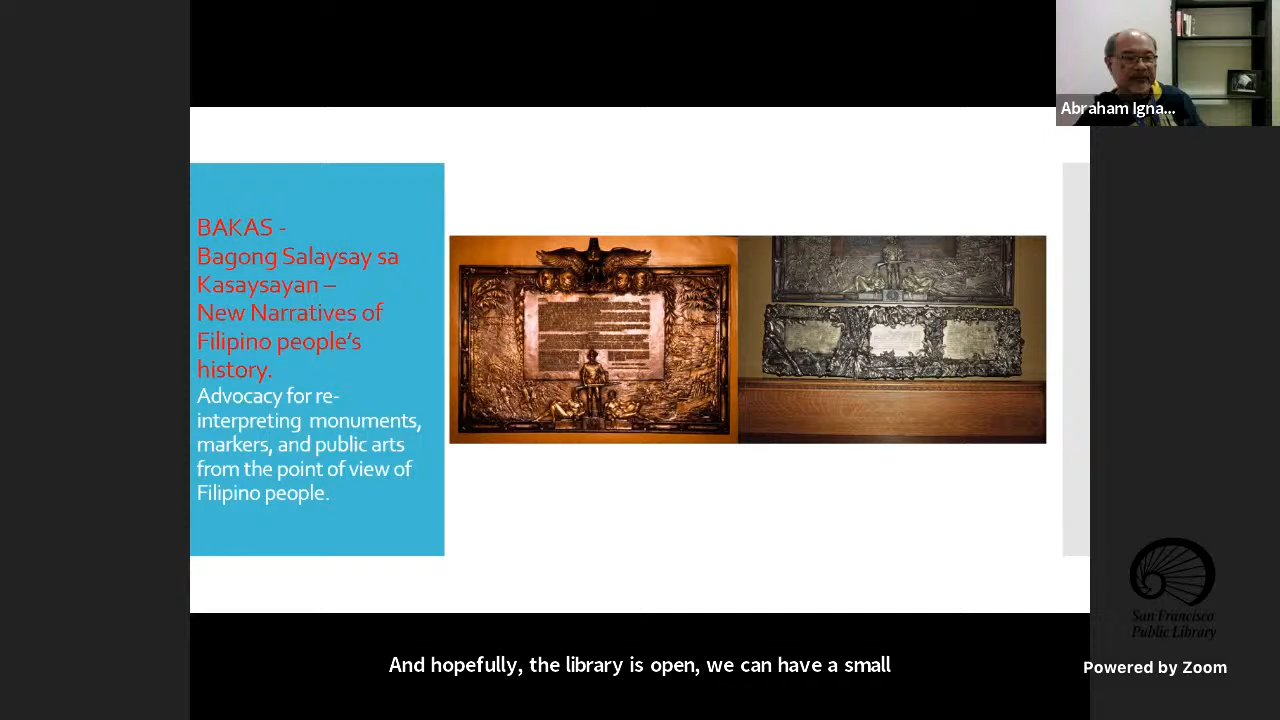 Abraham Igna...
BAKAS -
Bagong Salaysay sa
Kasaysayan –
New Narratives of
Filipino people's
history.
Advocacy for re-
interpreting monuments,
markers, and public arts
from the point of view of
Filipino people.
San Francisco
Public Library
And hopefully, the library is open, we can have a small
Powered by Zoom